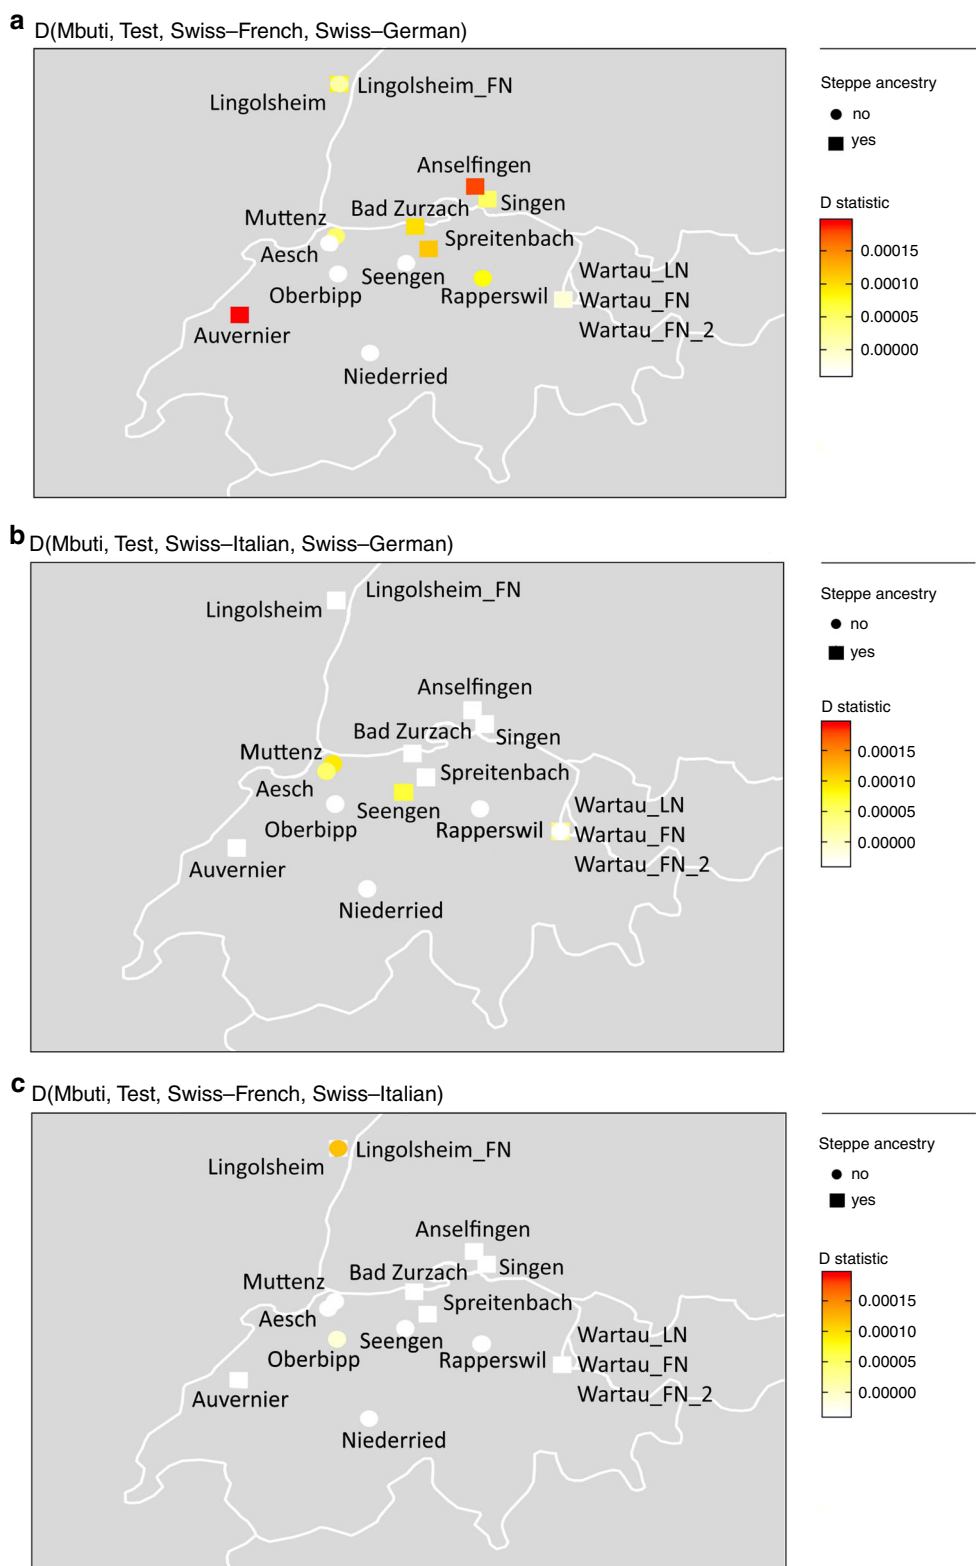 a D(Mbuti, Test, Swiss–French, Swiss–German)
Lingolsheim_FN
Lingolsheim
Anselfingen
Singen
Bad Zurzach
Muttenz
Spreitenbach
Aesch
Seengen
Oberbipp
Rapperswil
Wartau_LN
Wartau_FN
Wartau_FN_2
Auvernier
Niederried
Steppe ancestry
no
yes
D statistic
0.00015
0.00010
0.00005
0.00000
b D(Mbuti, Test, Swiss–Italian, Swiss–German)
Lingolsheim_FN
Lingolsheim
Anselfingen
Bad Zurzach
Singen
Muttenz
Spreitenbach
Aesch
Seengen
Oberbipp
Rapperswil
Wartau_LN
Wartau_FN
Wartau_FN_2
Auvernier
Niederried
Steppe ancestry
no
yes
D statistic
0.00015
0.00010
0.00005
0.00000
c D(Mbuti, Test, Swiss–French, Swiss–Italian)
Lingolsheim_FN
Lingolsheim
Anselfingen
Singen
Bad Zurzach
Muttenz
Spreitenbach
Aesch
Seengen
Oberbipp
Rapperswil
Wartau_LN
Wartau_FN
Wartau_FN_2
Auvernier
Niederried
Steppe ancestry
no
yes
D statistic
0.00015
0.00010
0.00005
0.00000